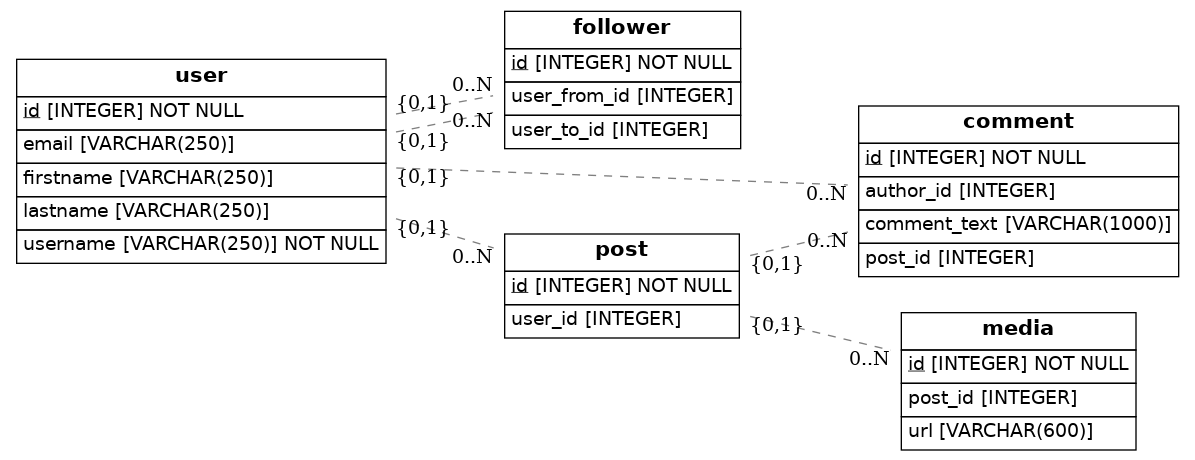 user
id [INTEGER] NOT NULL
email [VARCHAR(250)]
firstname [VARCHAR(250)]
lastname [VARCHAR(250)]
username [VARCHAR(250)] NOT NULL
{0,1}
0..N
{0,1}
0..N
{0,1}
0..N
{0,1}
0..N
follower
id [INTEGER] NOT NULL
user_from_id [INTEGER]
user_to_id [INTEGER]
post
id [INTEGER] NOT NULL
user_id [INTEGER]
{0,1}
0..N
{0,1}
0..N
comment
id [INTEGER] NOT NULL
author_id [INTEGER]
comment_text [VARCHAR(1000)]
post_id [INTEGER]
media
id [INTEGER] NOT NULL
post_id [INTEGER]
url [VARCHAR(600)]